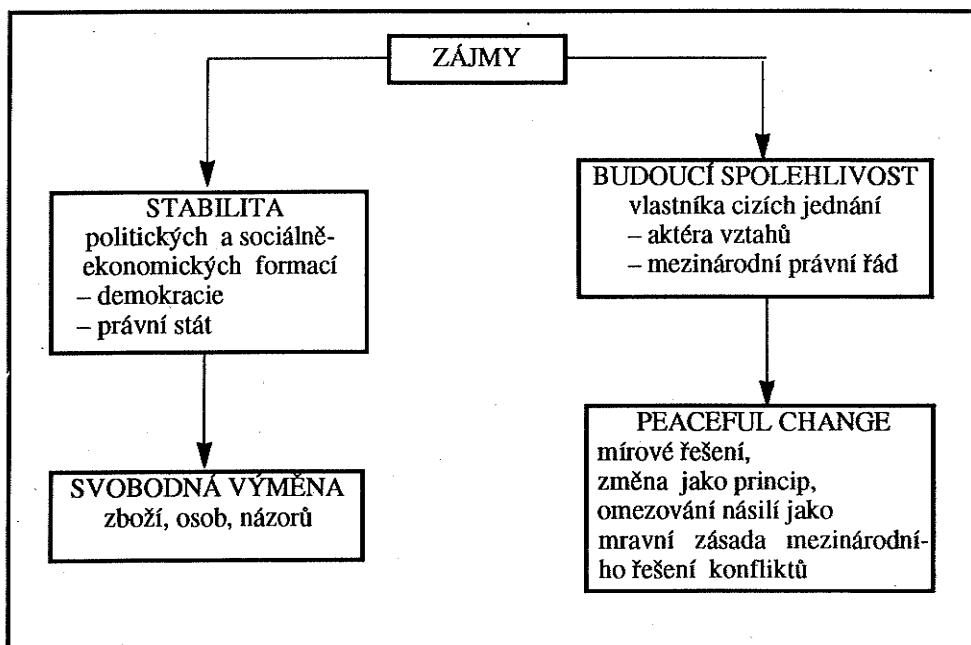 ZÁJMY
STABILITA
politických a sociálně-
ekonomických formací
– demokracie
– právní stát
SVOBODNÁ VÝMĚNA
zboží, osob, názorů
BUDOUCÍ SPOLEHLIVOST
vlastníka cizích jednání
– aktéra vztahů
– mezinárodní právní řád
PEACEFUL CHANGE
mírové řešení,
změna jako princip,
omezování násilí jako
mravní zásada mezinárodní-
ho řešení konfliktů